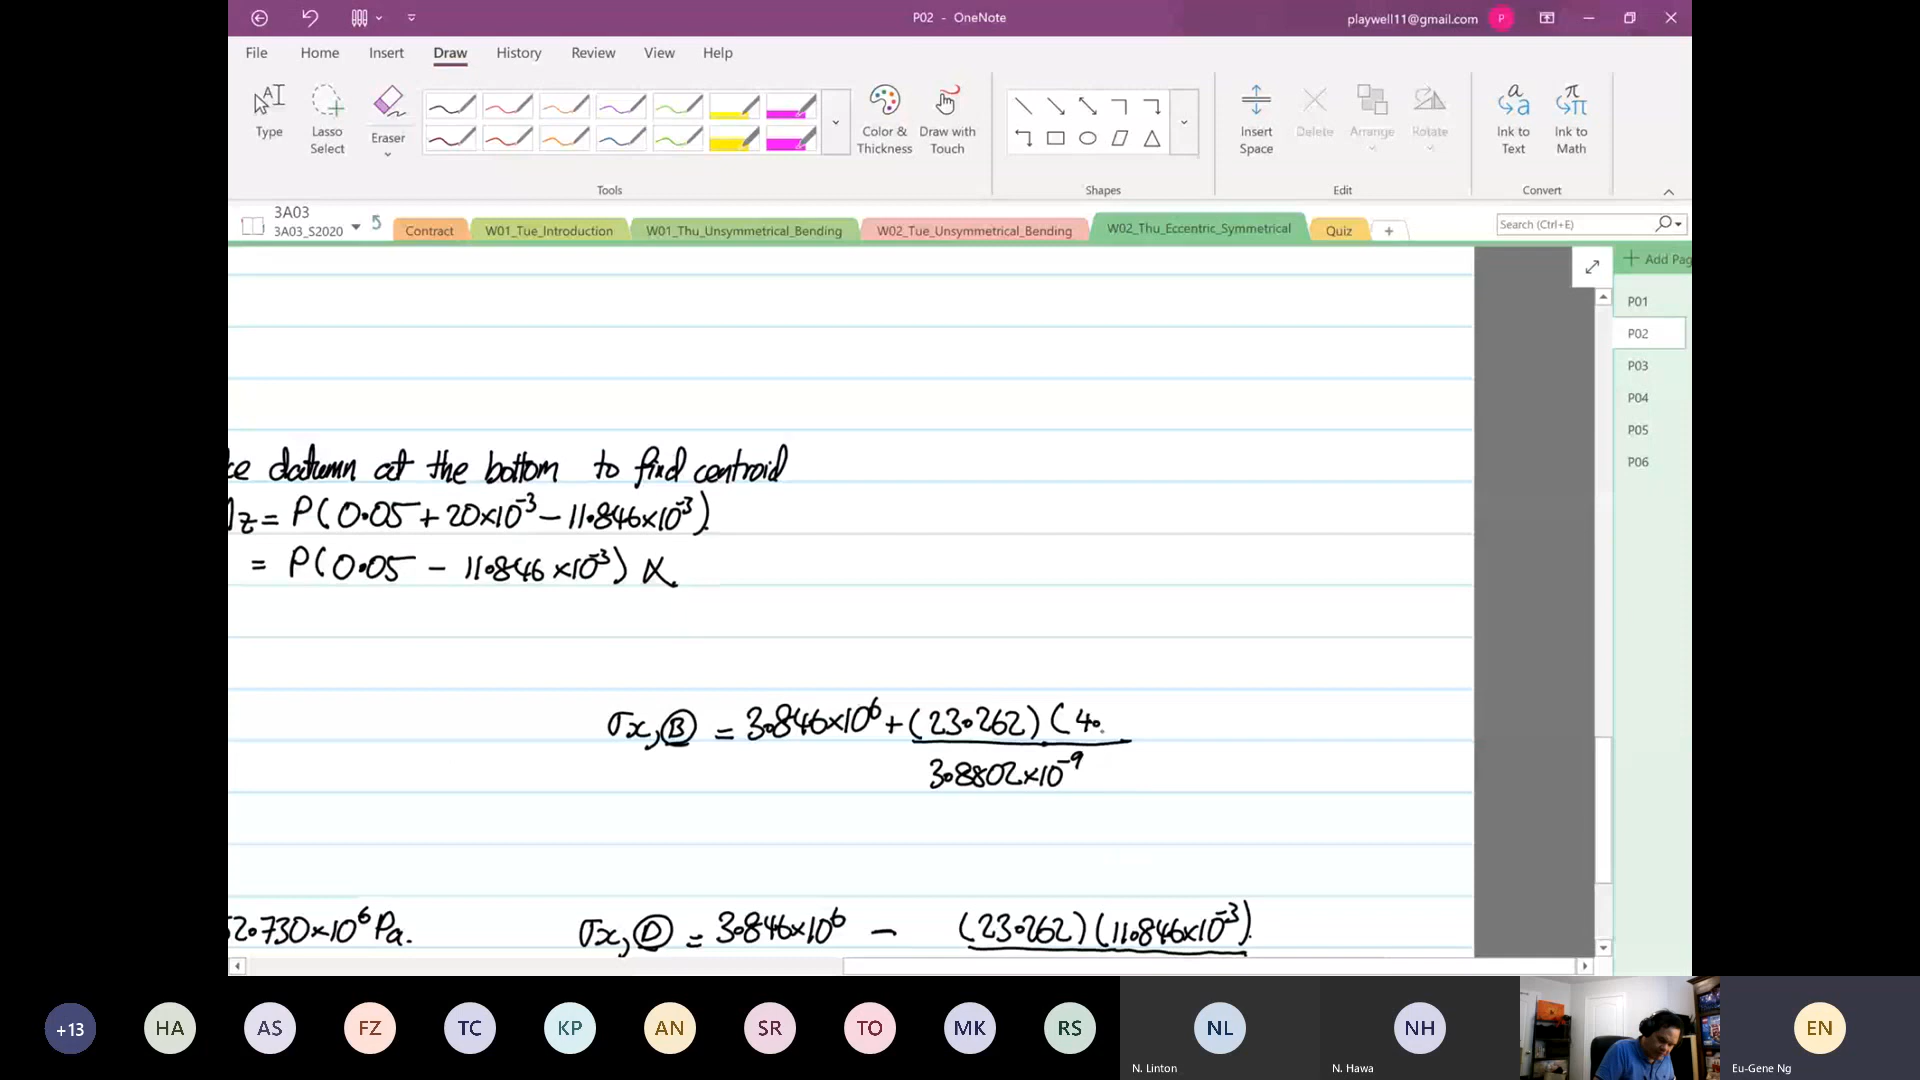 P02 - OneNote
playwell11@gmail.com
P
File Home Insert Draw History Review View Help
Type
Lasso Select
Eraser
Color & Thickness
Draw with Touch
Insert Space
Delete
Arrange
Rotate
Ink to Text
Ink to Math
Tools
Shapes
Edit
Convert
3A03
3A03_S2020
Contract
W01_Tue_Introduction
W01_Thu_Unsymmetrical_Bending
W02_Tue_Unsymmetrical_Bending
W02_Thu_Eccentric_Symmetrical
Quiz
Search (Ctrl+E)
Add Pag
P01
P02
P03
P04
P05
P06
ke datumn at the bottom to find centroid
z = P(0.05 + 20×10⁻³ − 11.846×10⁻³)
= P(0.05 − 11.846×10⁻³) X.
σx,Ⓑ = 3.846×10⁶ + (23.262)(4.
3.8802×10⁻⁹
2.730×10⁶ Pa.
σx,Ⓓ = 3.846×10⁶ − (23.262)(11.846×10⁻³)
+13 HA AS FZ TC KP AN SR TO MK RS NL NH EN
N. Linton
N. Hawa
Eu-Gene Ng